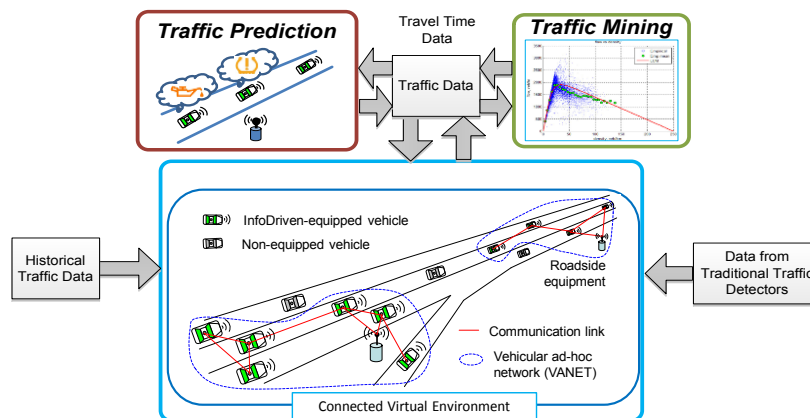 Traffic Prediction
Travel Time
Data
Traffic Data
Traffic Mining
InfoDriven-equipped vehicle
Non-equipped vehicle
Historical
Traffic Data
Roadside
equipment
Data from
Traditional Traffic
Detectors
Communication link
Vehicular ad-hoc
network (VANET)
Connected Virtual Environment